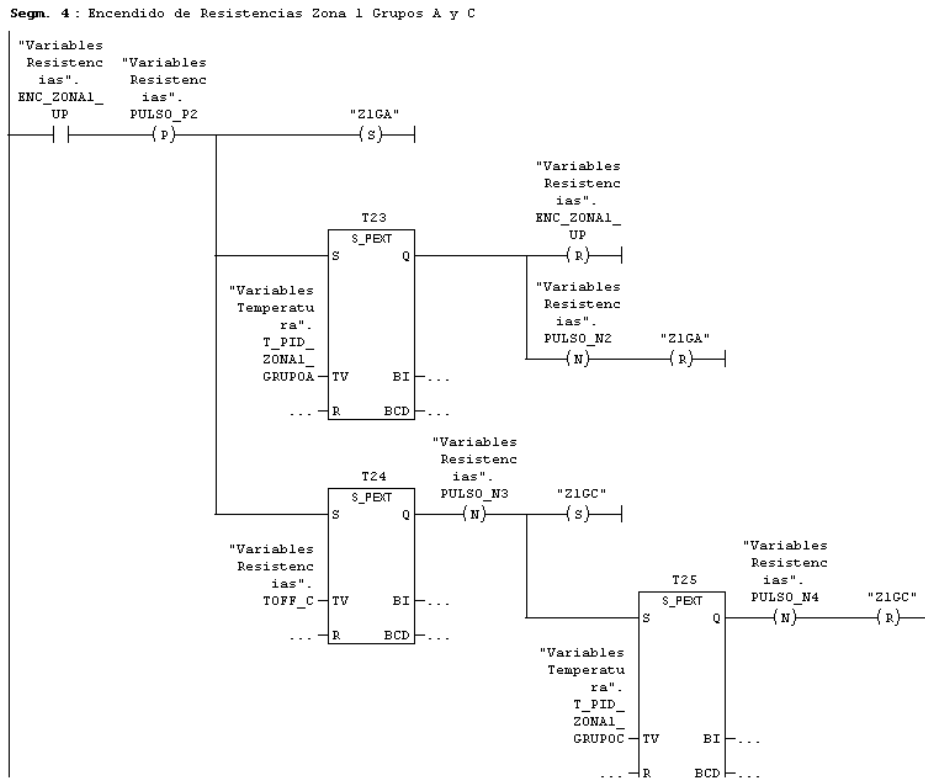 Segm. 4 : Encendido de Resistencias Zona 1 Grupos A y C
"Variables
Resistenc
ias".
ENC_ZONA1_
UP
"Variables
Resistenc
ias".
PULSO_P2
(P)
"Z1GA"
(S)
T23
S_PEXT
S
Q
"Variables
Temperatu
ra".
T_PID_
ZONA1_
GRUPOA
TV
BI
...
...
R
BCD
...
"Variables
Resistenc
ias".
ENC_ZONA1_
UP
(R)
"Variables
Resistenc
ias".
PULSO_N2
(N)
"Z1GA"
(R)
T24
S_PEXT
S
Q
"Variables
Resistenc
ias".
TOFF_C
TV
BI
...
...
R
BCD
...
"Variables
Resistenc
ias".
PULSO_N3
(N)
"Z1GC"
(S)
T25
S_PEXT
S
Q
"Variables
Temperatu
ra".
T_PID_
ZONA1_
GRUPOC
TV
BI
...
...
R
BCD
...
"Variables
Resistenc
ias".
PULSO_N4
(N)
"Z1GC"
(R)